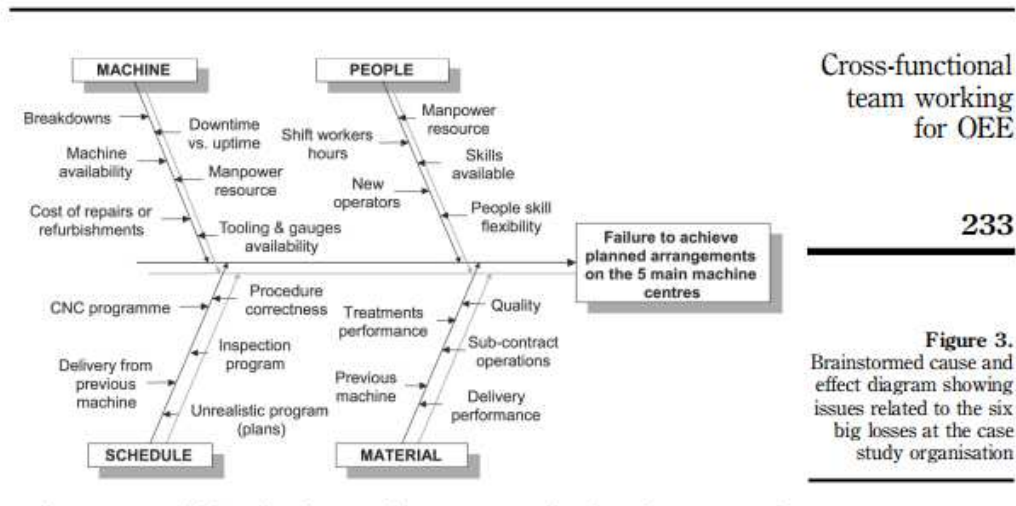 Cross-functional
team working
for OEE
233
MACHINE
Breakdowns
Downtime
vs. uptime
Machine
availability
Manpower
resource
Cost of repairs or
refurbishments
Tooling & gauges
availability
PEOPLE
Manpower
resource
Shift workers
hours
Skills
available
New
operators
People skill
flexibility
Failure to achieve
planned arrangements
on the 5 main machine
centres
CNC programme
Procedure
correctness
Inspection
program
Delivery from
previous
machine
Unrealistic program
(plans)
SCHEDULE
Treatments
performance
Quality
Sub-contract
operations
Previous
machine
Delivery
performance
MATERIAL
Figure 3.
Brainstormed cause and
effect diagram showing
issues related to the six
big losses at the case
study organisation